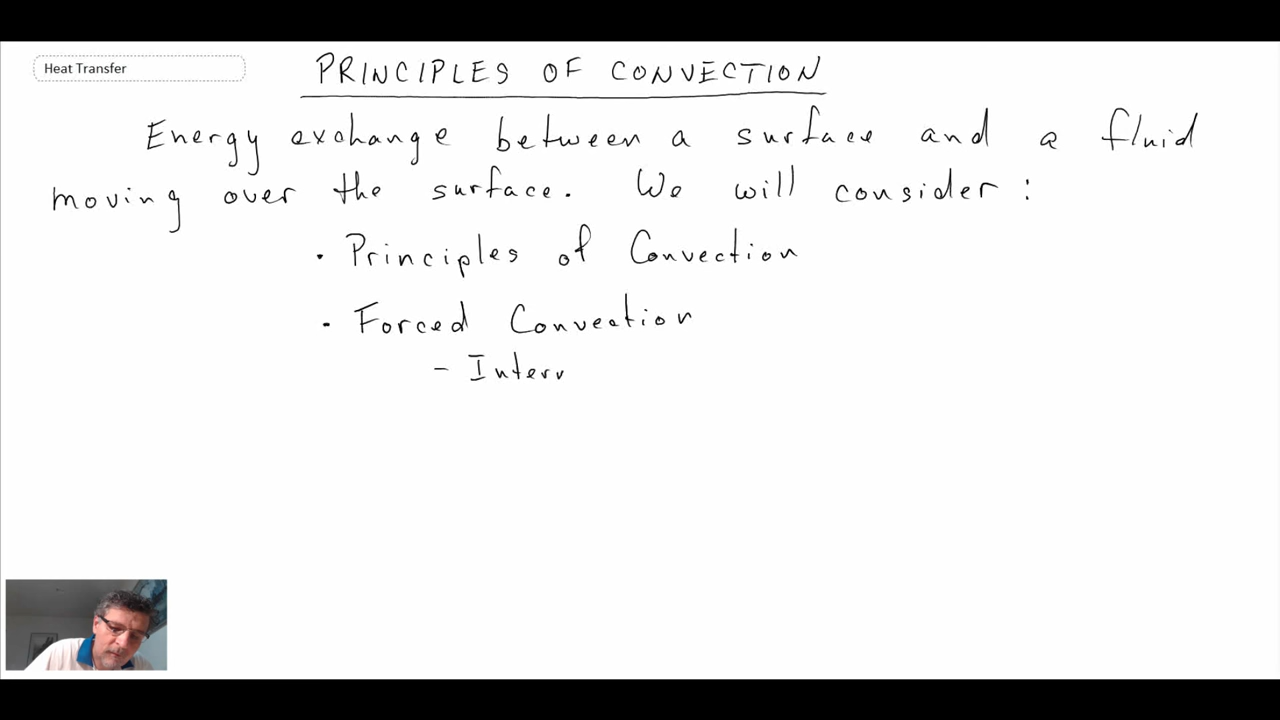 Heat Transfer
PRINCIPLES OF CONVECTION
Energy exchange between a surface and a fluid
moving over the surface. We will consider :
· Principles of Convection
· Forced Convection
- Inter